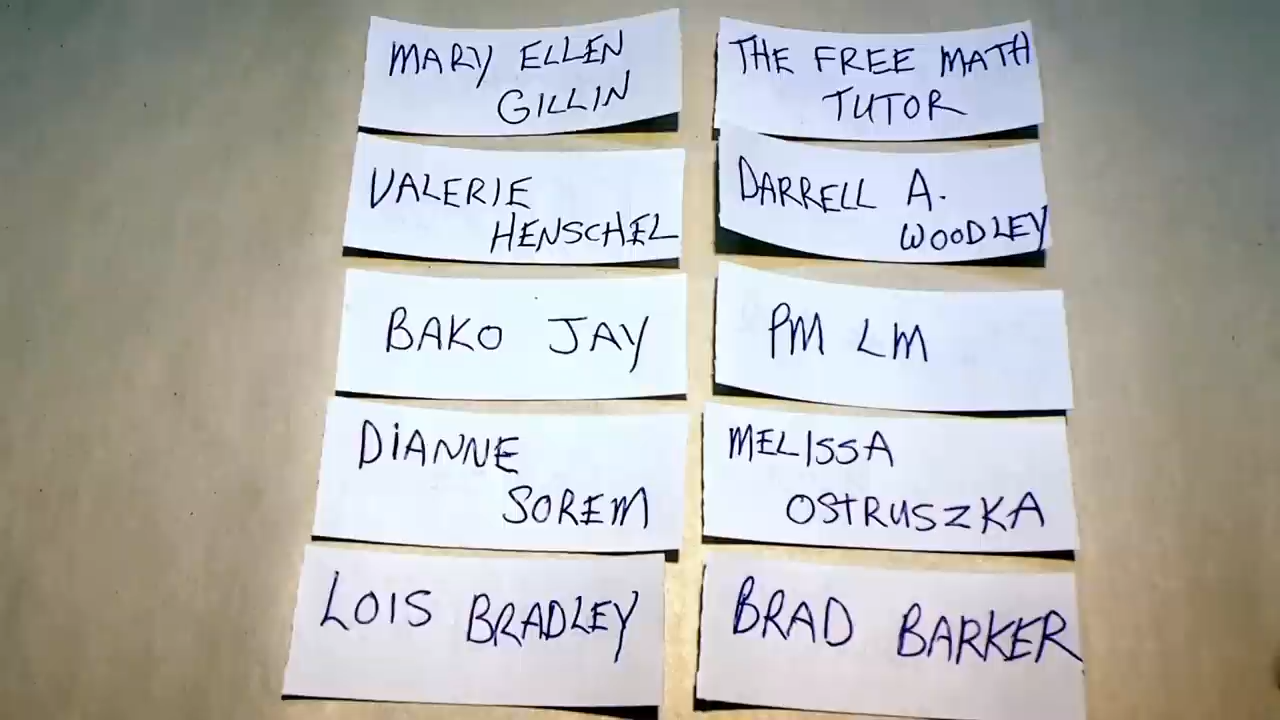 MARY ELLEN
GILLIN
VALERIE
HENSCHEL
BAKO JAY
DIANNE
SOREM
LOIS BRADLEY
THE FREE MATH
TUTOR
DARRELL A.
WOODLEY
PM LM
MELISSA
OSTRUSZKA
BRAD BARKER